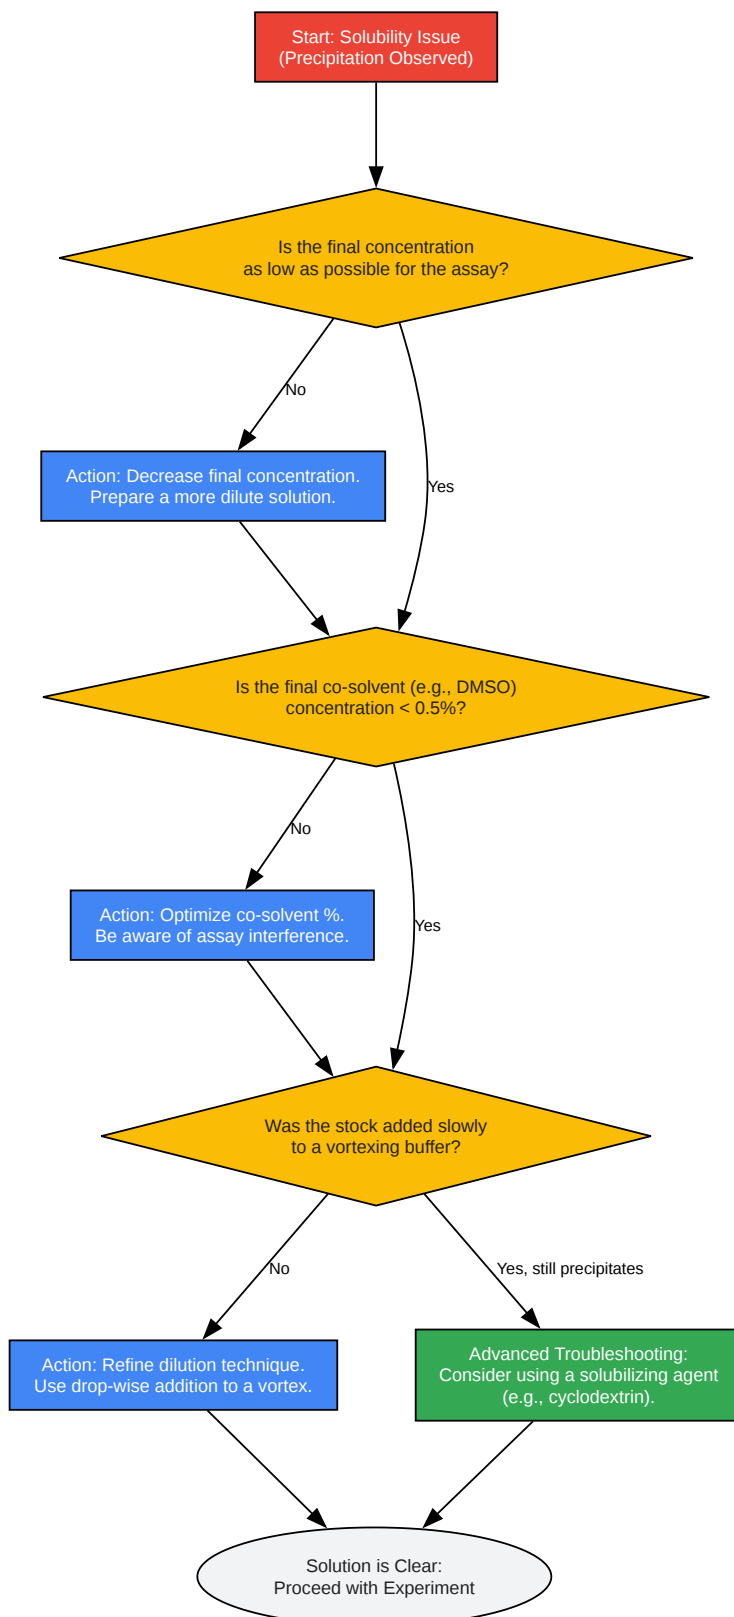 Start: Solubility Issue
(Precipitation Observed)
Is the final concentration
as low as possible for the assay?
No
Action: Decrease final concentration.
Prepare a more dilute solution.
Yes
Is the final co-solvent (e.g., DMSO)
concentration < 0.5%?
No
Action: Optimize co-solvent %.
Be aware of assay interference.
Yes
Was the stock added slowly
to a vortexing buffer?
No
Yes, still precipitates
Action: Refine dilution technique.
Use drop-wise addition to a vortex.
Advanced Troubleshooting:
Consider using a solubilizing agent
(e.g., cyclodextrin).
Solution is Clear:
Proceed with Experiment